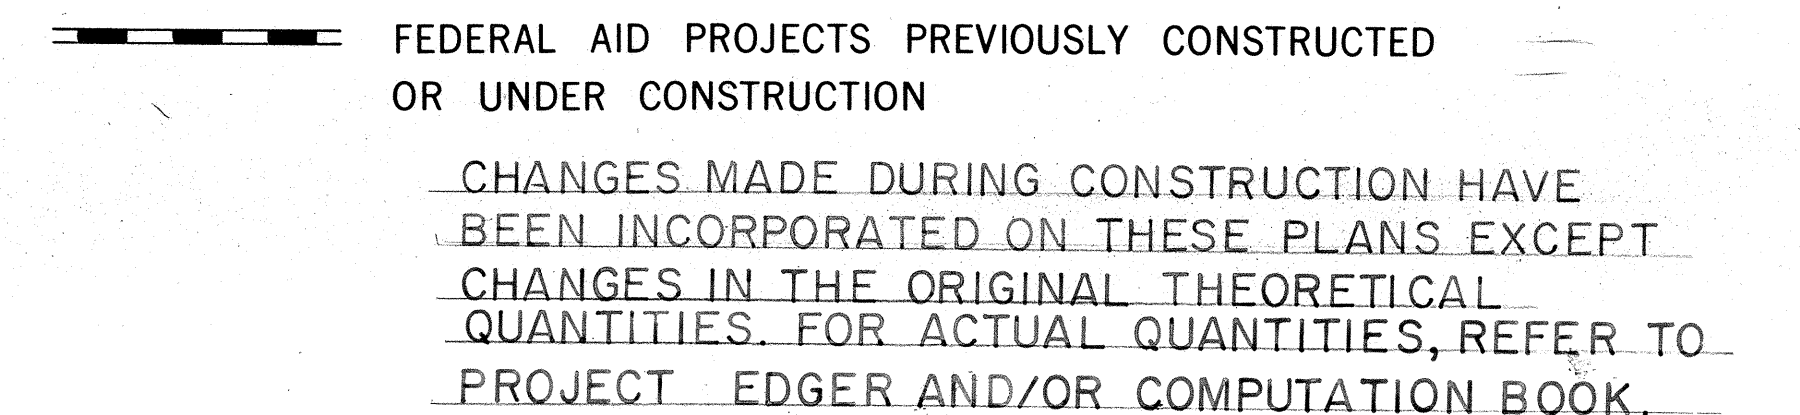 FEDERAL AID PROJECTS PREVIOUSLY CONSTRUCTED
OR UNDER CONSTRUCTION
CHANGES MADE DURING CONSTRUCTION HAVE
BEEN INCORPORATED ON THESE PLANS EXCEPT
CHANGES IN THE ORIGINAL THEORETICAL
QUANTITIES. FOR ACTUAL QUANTITIES, REFER TO
PROJECT EDGER AND/OR COMPUTATION BOOK.